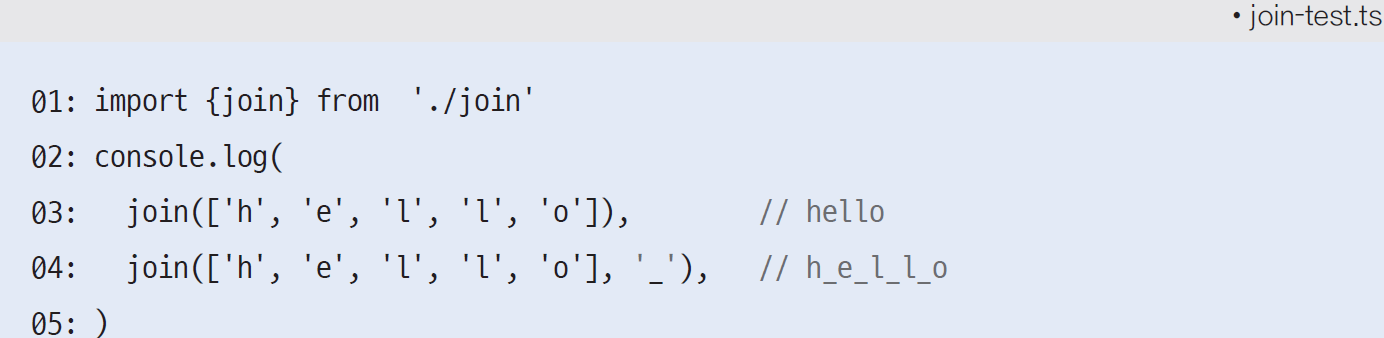 • join-test.ts
01: import {join} from  './join'
02: console.log(
03:   join(['h', 'e', 'l', 'l', 'o']),        // hello
04:   join(['h', 'e', 'l', 'l', 'o'], '_'),   // h_e_l_l_o
05: )